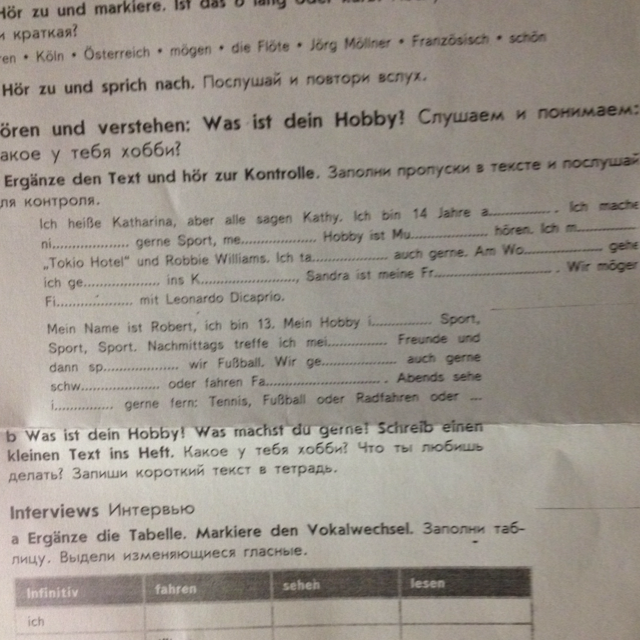 Hör zu und markiere. Ist das ö lang oder kurz?
и краткая?
ren • Köln • Österreich • mögen • die Flöte • Jörg Möllner • Französisch • schön
Hör zu und sprich nach. Послушай и повтори вслух.
ören und verstehen: Was ist dein Hobby? Слушаем и понимаем:
акое у тебя хобби?
Ergänze den Text und hör zur Kontrolle. Заполни пропуски в тексте и послушай
ля контроля.
Ich heiße Katharina, aber alle sagen Kathy. Ich bin 14 Jahre a.............. . Ich mache
ni................... gerne Sport, me................... Hobby ist Mu................... hören. Ich m..............
„Tokio Hotel" und Robbie Williams. Ich ta................... auch gerne. Am Wo................... gehe
ich ge................... ins K..................., Sandra ist meine Fr................... . Wir mögen
Fi................... mit Leonardo Dicaprio.
Mein Name ist Robert, ich bin 13. Mein Hobby i.............. Sport,
Sport, Sport. Nachmittags treffe ich mei.............. Freunde und
dann sp................... wir Fußball. Wir ge................... auch gerne
schw................... oder fahren Fa................... . Abends sehe
i.............. gerne fern: Tennis, Fußball oder Radfahren oder ...
b Was ist dein Hobby? Was machst du gerne? Schreib einen
kleinen Text ins Heft. Какое у тебя хобби? Что ты любишь
делать? Запиши короткий текст в тетрадь.
Interviews Интервью
a Ergänze die Tabelle. Markiere den Vokalwechsel. Заполни таб-
лицу. Выдели изменяющиеся гласные.
Infinitiv fahren sehen lesen
ich